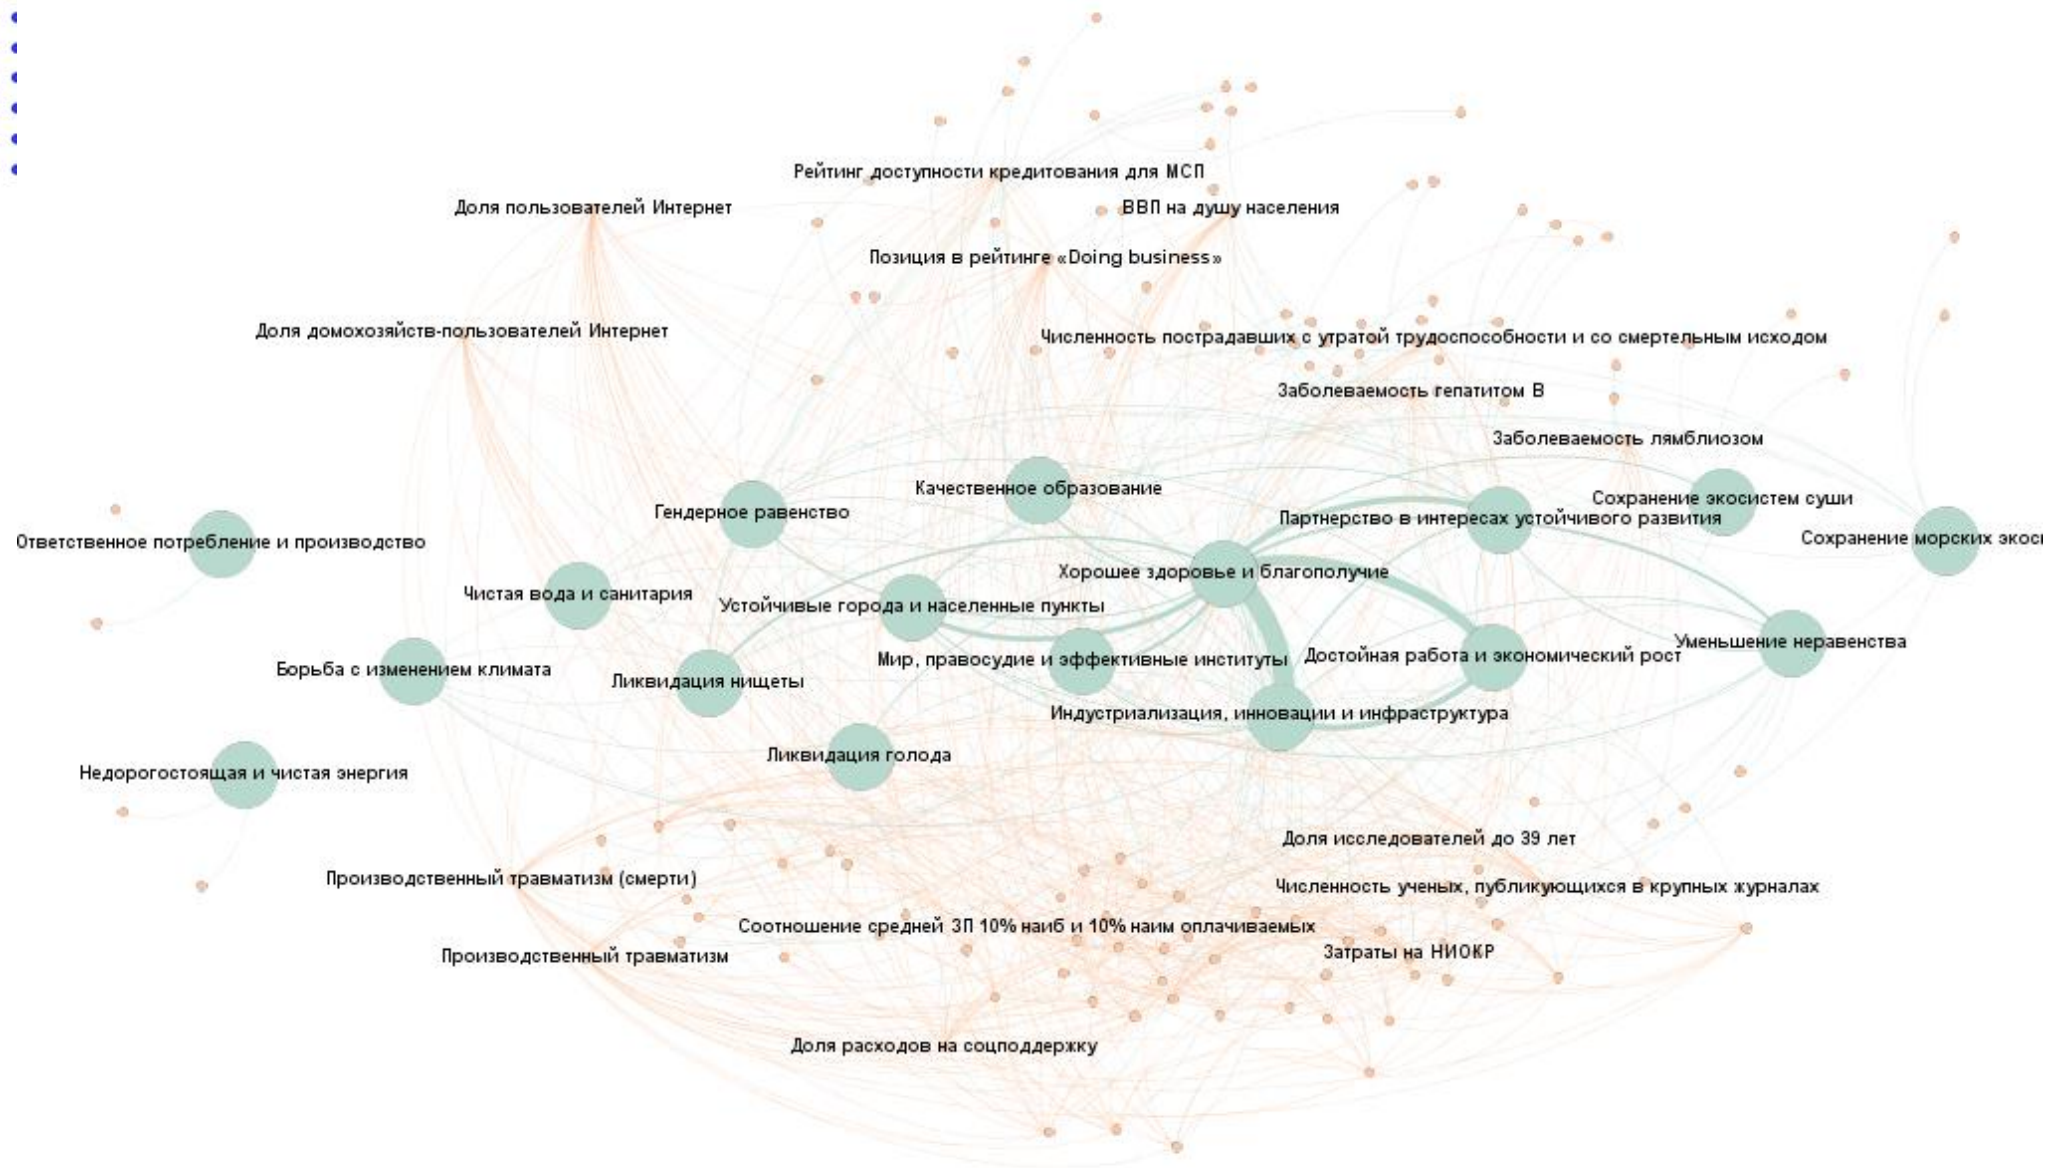 Рейтинг доступности кредитования для МСП
Доля пользователей Интернет
ВВП на душу населения
Позиция в рейтинге «Doing business»
Доля домохозяйств-пользователей Интернет
Численность пострадавших с утратой трудоспособности и со смертельным исходом
Заболеваемость гепатитом В
Заболеваемость лямблиозом
Качественное образование
Сохранение экосистем суши
Гендерное равенство
Партнерство в интересах устойчивого развития
Ответственное потребление и производство
Сохранение морских экос
Хорошее здоровье и благополучие
Чистая вода и санитария
Устойчивые города и населенные пункты
Уменьшение неравенства
Мир, правосудие и эффективные институты
Достойная работа и экономический рост
Борьба с изменением климата
Ликвидация нищеты
Индустриализация, инновации и инфраструктура
Ликвидация голода
Недорогостоящая и чистая энергия
Доля исследователей до 39 лет
Производственный травматизм (смерти)
Численность ученых, публикующихся в крупных журналах
Соотношение средней ЗП 10% наиб и 10% наим оплачиваемых
Затраты на НИОКР
Производственный травматизм
Доля расходов на соцподдержку